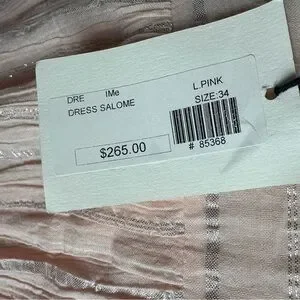 DRE IMe
DRESS SALOME
L.PINK
SIZE:34
# 85368
$265.00